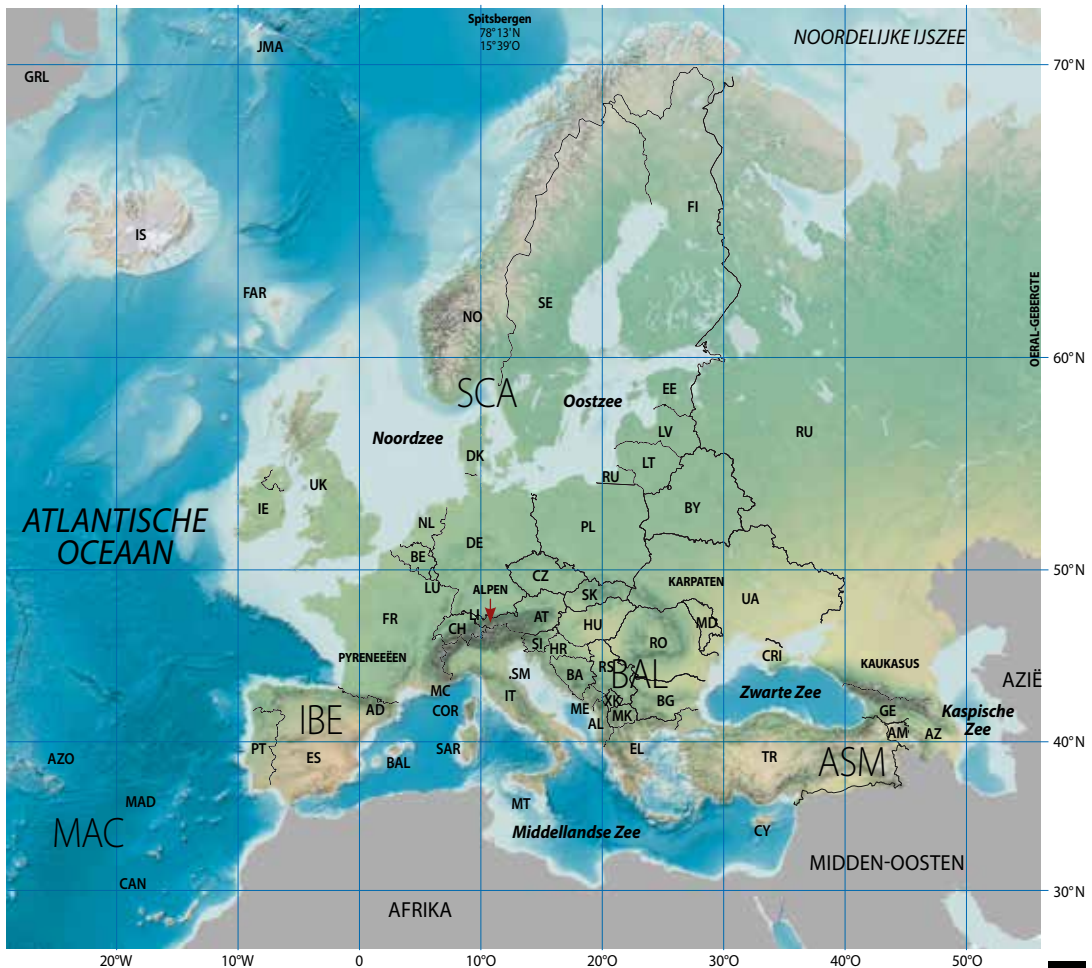 Spitsbergen
78°13'N
15°39'O
NOORDELIJKE IJSZEE
JMA
GRL
70°N
FI
IS
FAR
SE
NO
OERAL-GEBERGTE
60°N
SCA
Oostzee
EE
Noordzee
LV
RU
DK
LT
RU
UK
IE
BY
ATLANTISCHE
OCEAAN
NL
PL
DE
BE
50°N
CZ
KARPATEN
LU
ALPEN
SK
UA
LI
AT
FR
CH
HU
MD
SI
HR
RO
PYRENEEËEN
CRI
KAUKASUS
SM
BA
RS
BAL
AZIË
MC
IT
Zwarte Zee
AD
COR
ME
XK
BG
GE
Kaspische
Zee
IBE
MK
AL
AM
AZ
PT
SAR
EL
40°N
ES
BAL
TR
ASM
AZO
MAD
MT
MAC
Middellandse Zee
CY
MIDDEN-OOSTEN
CAN
30°N
AFRIKA
20°W
10°W
0
10°O
20°O
30°O
40°O
50°O